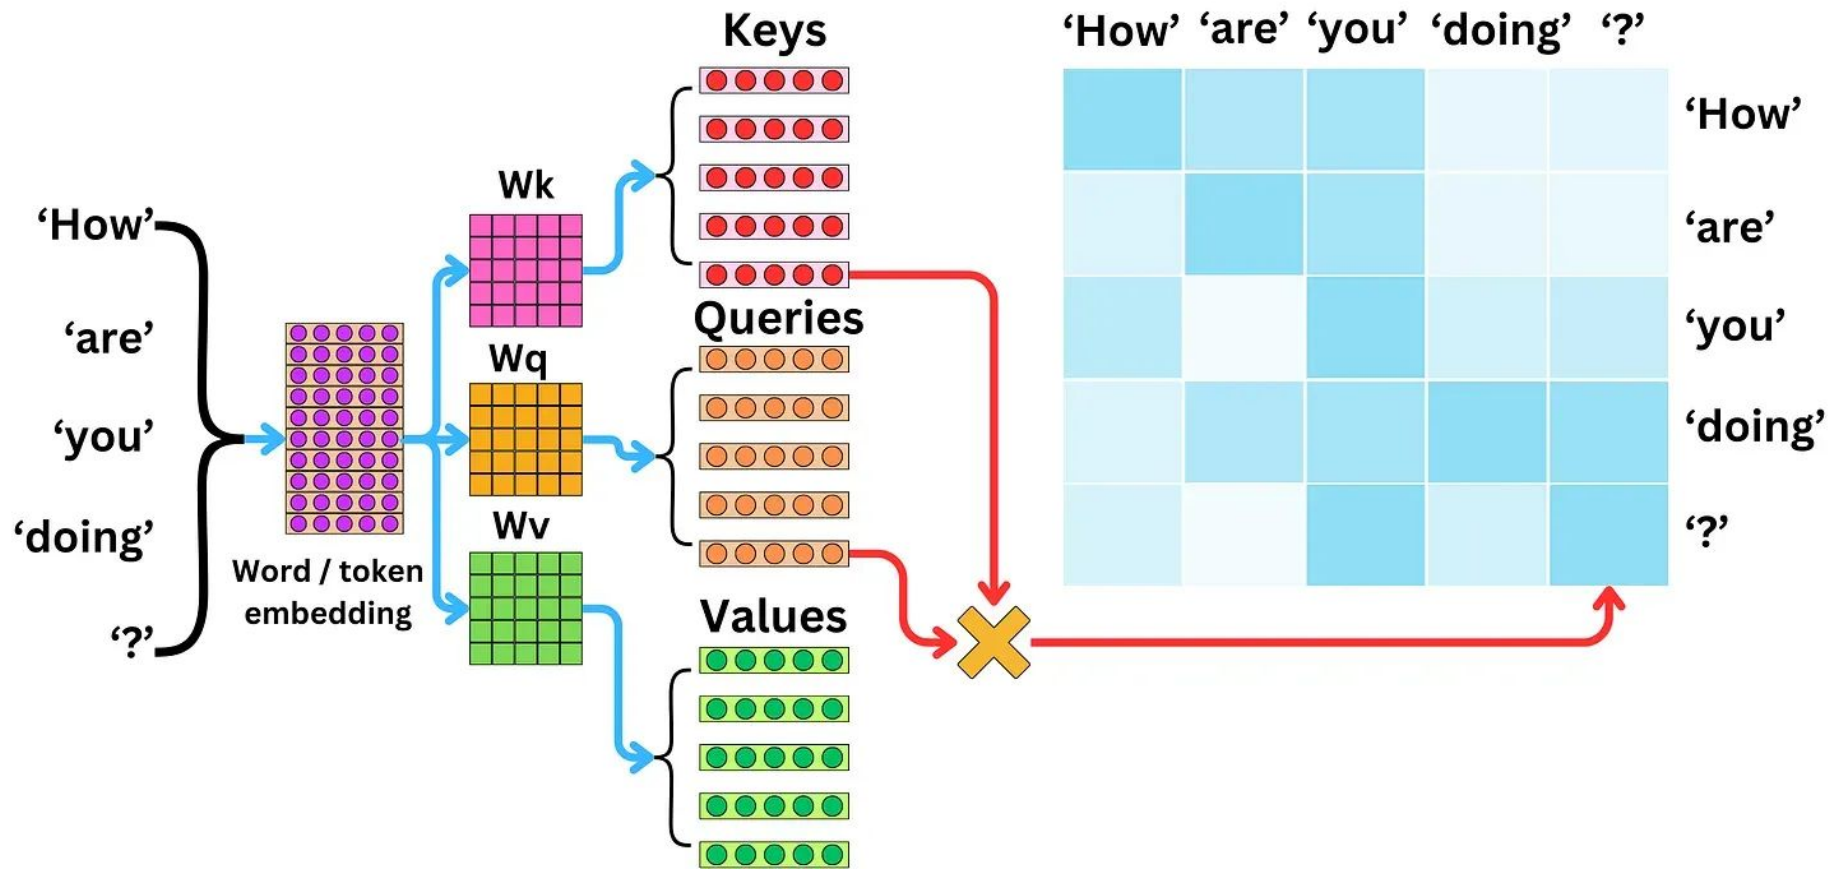 ‘How’
‘are’
‘you’
‘doing’
‘?’
Word / token
embedding
Wk
Wq
Wv
Keys
Queries
Values
‘How’ ‘are’ ‘you’ ‘doing’ ‘?’
‘How’
‘are’
‘you’
‘doing’
‘?’